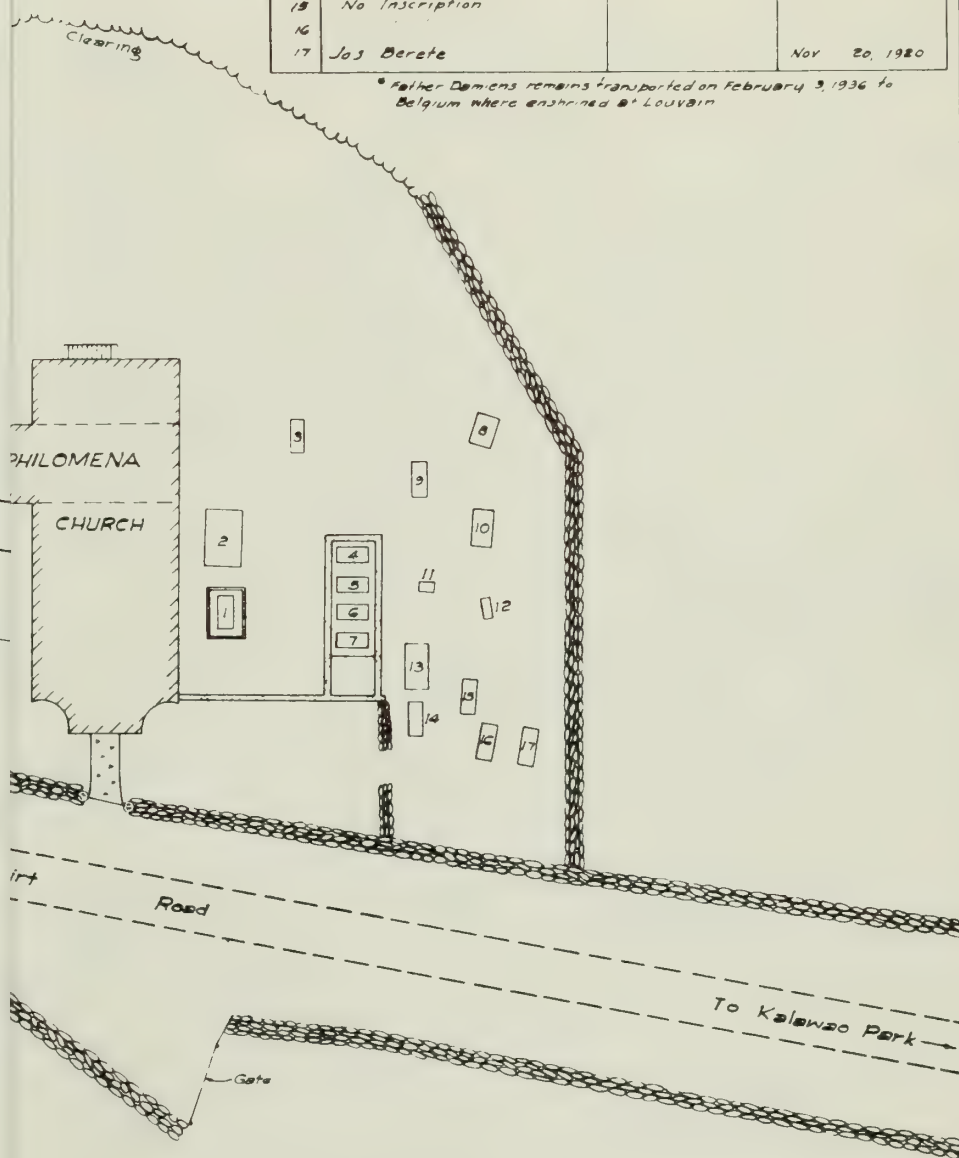 15 No Inscription
16
17 Jos Berete Nov 20, 1920
* Father Damiens remains transported on February 3, 1936 to
Belgium where enshrined at Louvain
Clearing
PHILOMENA
CHURCH
1
2
3
4
5
6
7
8
9
10
11
12
13
14
15
16
17
irt
Road
To Kalawao Park
Gate